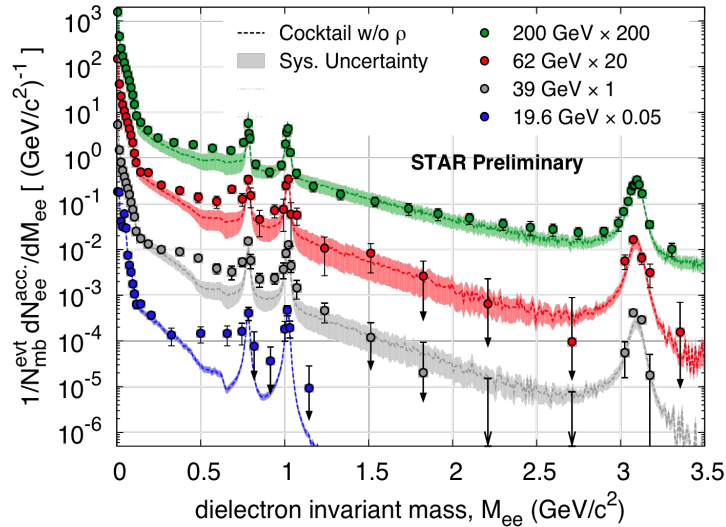 1/N_mb^evt dN_ee^acc./dM_ee [ (GeV/c²)⁻¹ ]
10³
10²
10
1
10⁻¹
10⁻²
10⁻³
10⁻⁴
10⁻⁵
10⁻⁶
Cocktail w/o ρ
Sys. Uncertainty
200 GeV × 200
62 GeV × 20
39 GeV × 1
19.6 GeV × 0.05
STAR Preliminary
0 0.5 1 1.5 2 2.5 3 3.5
dielectron invariant mass, M_ee (GeV/c²)